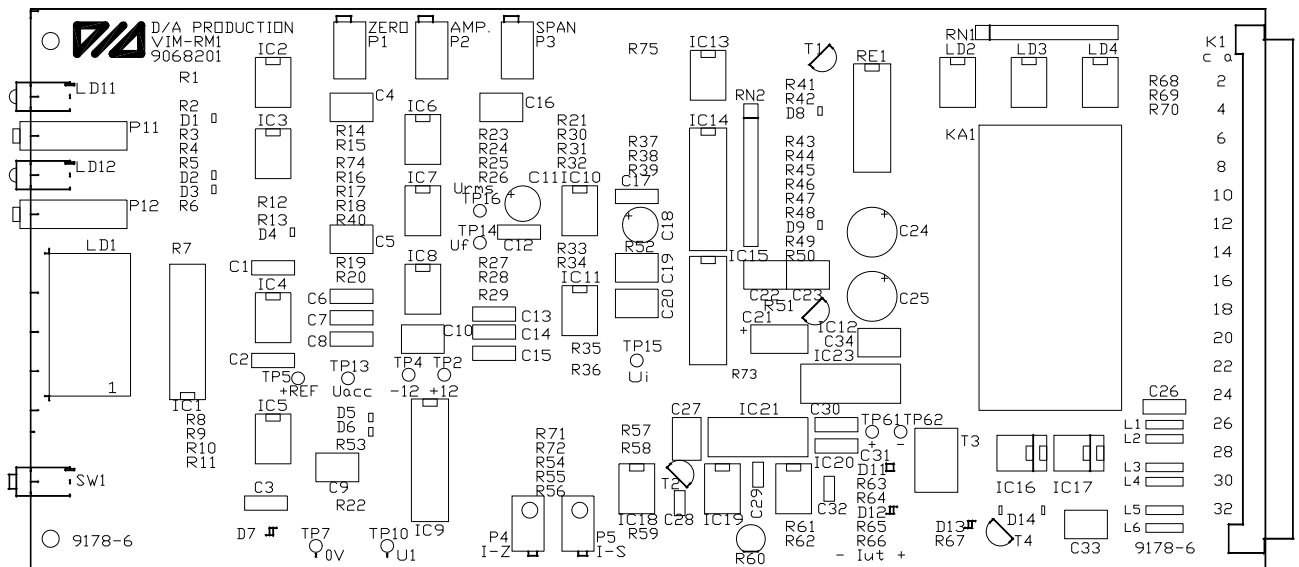 D/A PRODUCTION
VIM-RM1
9068201
ZERO
P1
AMP.
P2
SPAN
P3
IC2
R1
LD11
R2
D1
R3
P11
R4
R5
LD12
D2
D3
R6
P12
LD1
1
R7
IC1
R8
R9
R10
R11
SW1
9178-6
IC3
R12
R13
D4
C1
IC4
C2
TP5
+REF
IC5
C3
D7
TP7
0V
C4
R14
R15
R74
R16
R17
R18
R40
C5
R19
R20
C6
C7
C8
TP13
Uacc
D5
D6
R53
C9
R22
TP10
U1
IC6
IC7
IC8
C10
TP4
-12
TP2
+12
IC9
C16
R23
R24
R25
R26
Urms
TP16
C11
TP14
Uf
C12
R27
R28
R29
C13
C14
C15
R21
R30
R31
R32
IC10
R33
R34
IC11
R35
R36
R71
R72
R54
R55
R56
P4
I-Z
P5
I-S
R75
R37
R38
R39
C17
C18
R52
C19
C20
TP15
Ui
R57
R58
IC18
R59
IC13
IC14
RN2
IC15
R73
T1
R41
R42
D8
R43
R44
R45
R46
R47
R48
D9
R49
R50
C22
C23
R51
C21
IC12
C34
IC23
RE1
C24
C25
C27
T2
C28
IC21
IC19
C29
R60
C30
IC20
C32
R61
R62
TP61
+
TP62
-
C31
D11
R63
R64
D12
R65
R66
- Iut +
T3
D13
R67
RN1
LD2
LD3
LD4
KA1
IC16
IC17
D14
T4
C33
R68
R69
R70
C26
L1
L2
L3
L4
L5
L6
9178-6
K1
c a
2
4
6
8
10
12
14
16
18
20
22
24
26
28
30
32